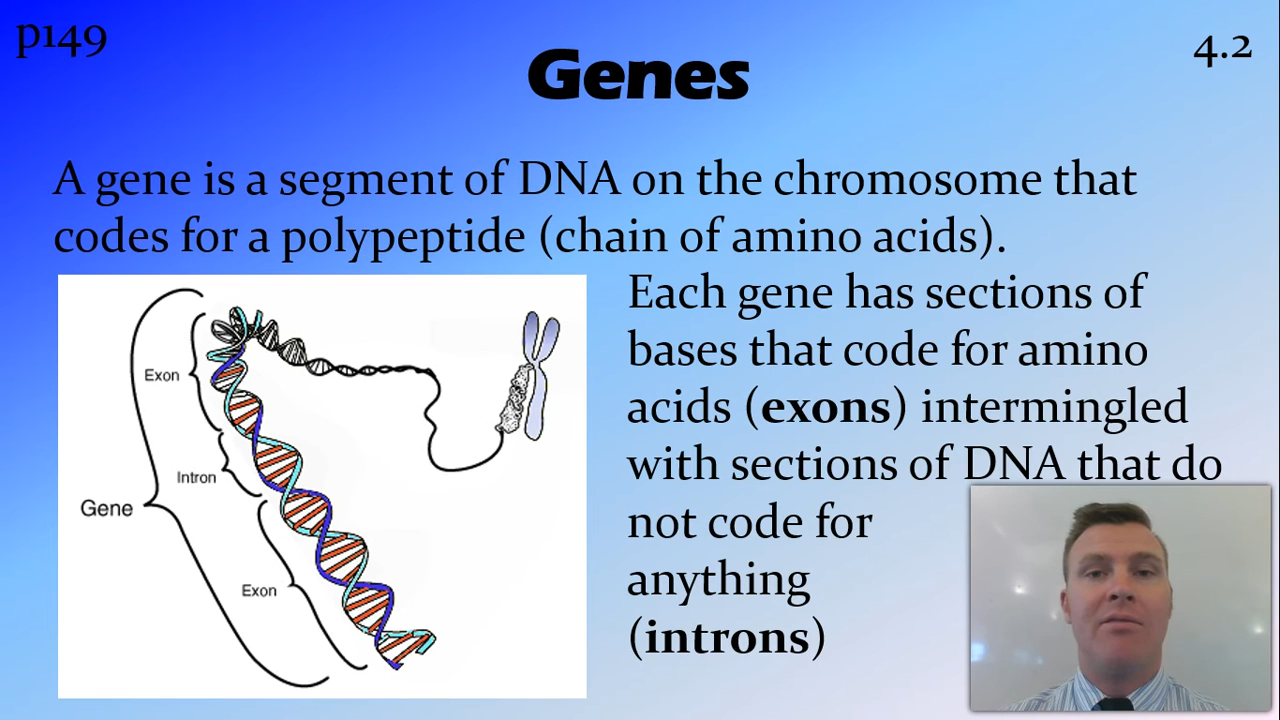 p149
4.2
Genes
A gene is a segment of DNA on the chromosome that
codes for a polypeptide (chain of amino acids).
Each gene has sections of
bases that code for amino
acids (exons) intermingled
with sections of DNA that do
not code for
anything
(introns)
Exon
Intron
Gene
Exon